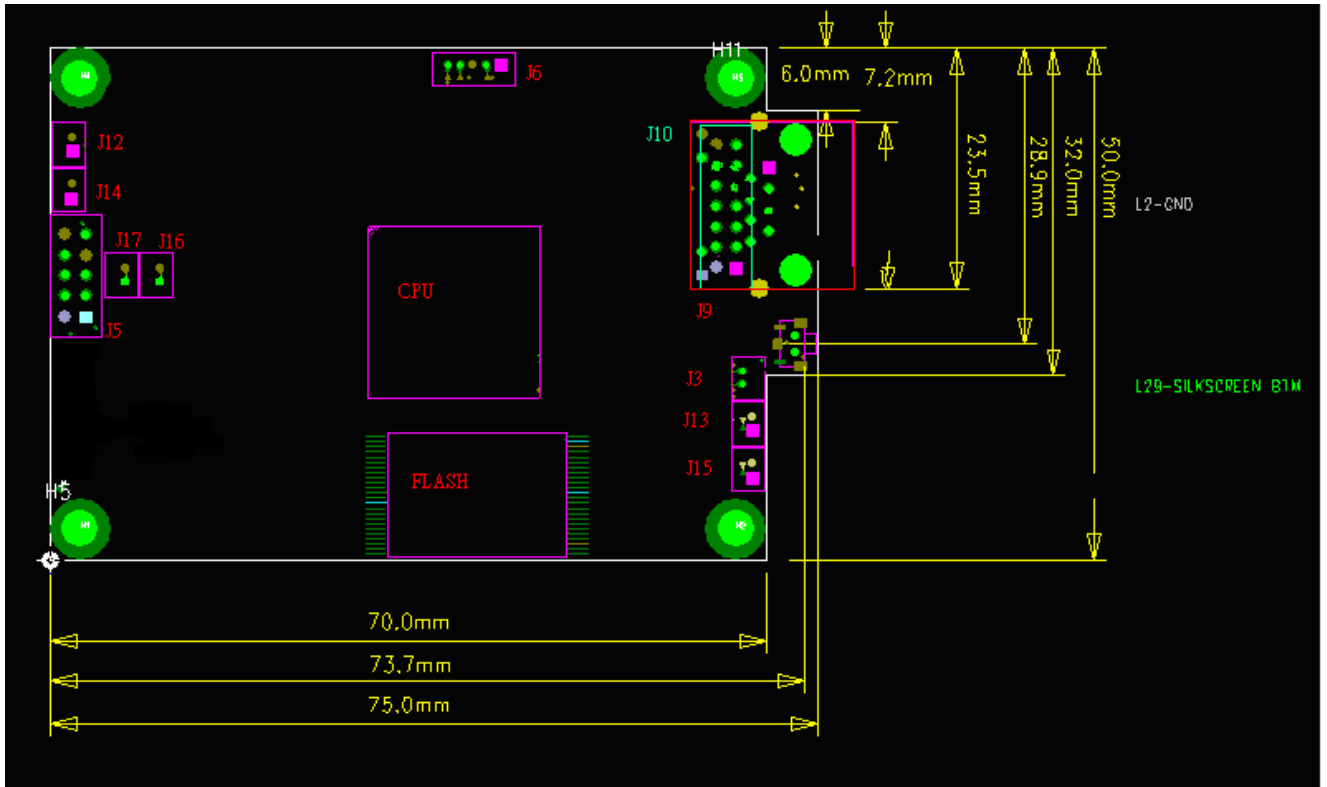 H11
J6
6.0mm
7.2mm
J12
J10
J14
23.5mm
28.9mm
32.0mm
50.0mm
L2-GND
J17
J16
CPU
J9
J5
J3
L29-SILKSCREEN BTM
J13
J15
FLASH
H5
70.0mm
73.7mm
75.0mm